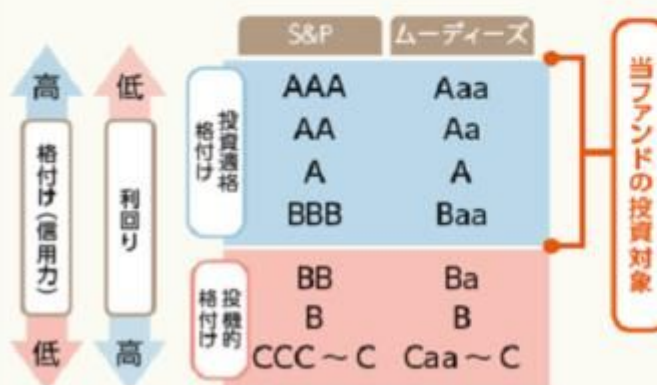 S&P ムーディーズ
高
格付け(信用力)
低
低
利回り
高
投資適格
格付け
AAA Aaa
AA Aa
A A
BBB Baa
投機的
格付け
BB Ba
B B
CCC～C Caa～C
当ファンドの投資対象